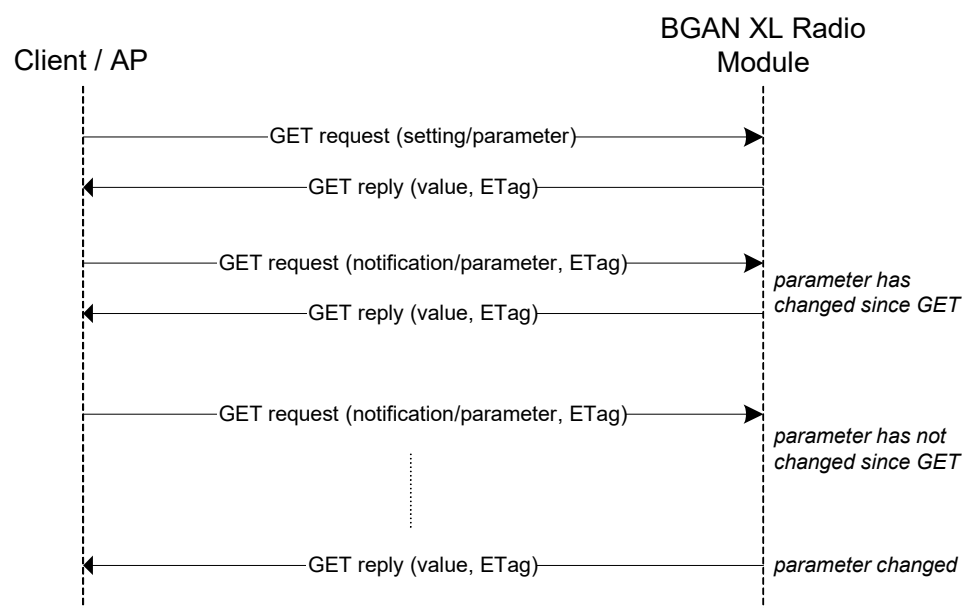 Client / AP
BGAN XL Radio
Module
GET request (setting/parameter)
GET reply (value, ETag)
GET request (notification/parameter, ETag)
parameter has
changed since GET
GET reply (value, ETag)
GET request (notification/parameter, ETag)
parameter has not
changed since GET
GET reply (value, ETag)
parameter changed